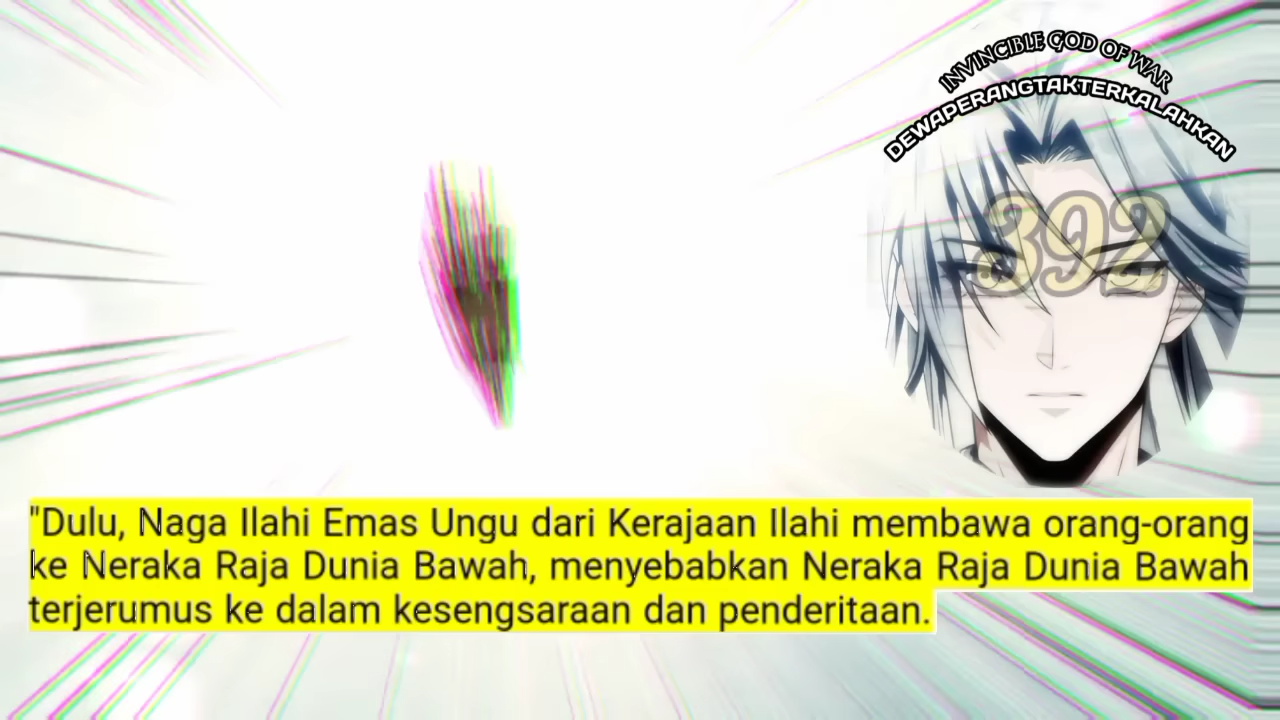 INVINCIBLE GOD OF WAR
DEWAPERANGTAKTERKALAHKAN
392
"Dulu, Naga Ilahi Emas Ungu dari Kerajaan Ilahi membawa orang-orang
ke Neraka Raja Dunia Bawah, menyebabkan Neraka Raja Dunia Bawah
terjerumus ke dalam kesengsaraan dan penderitaan.